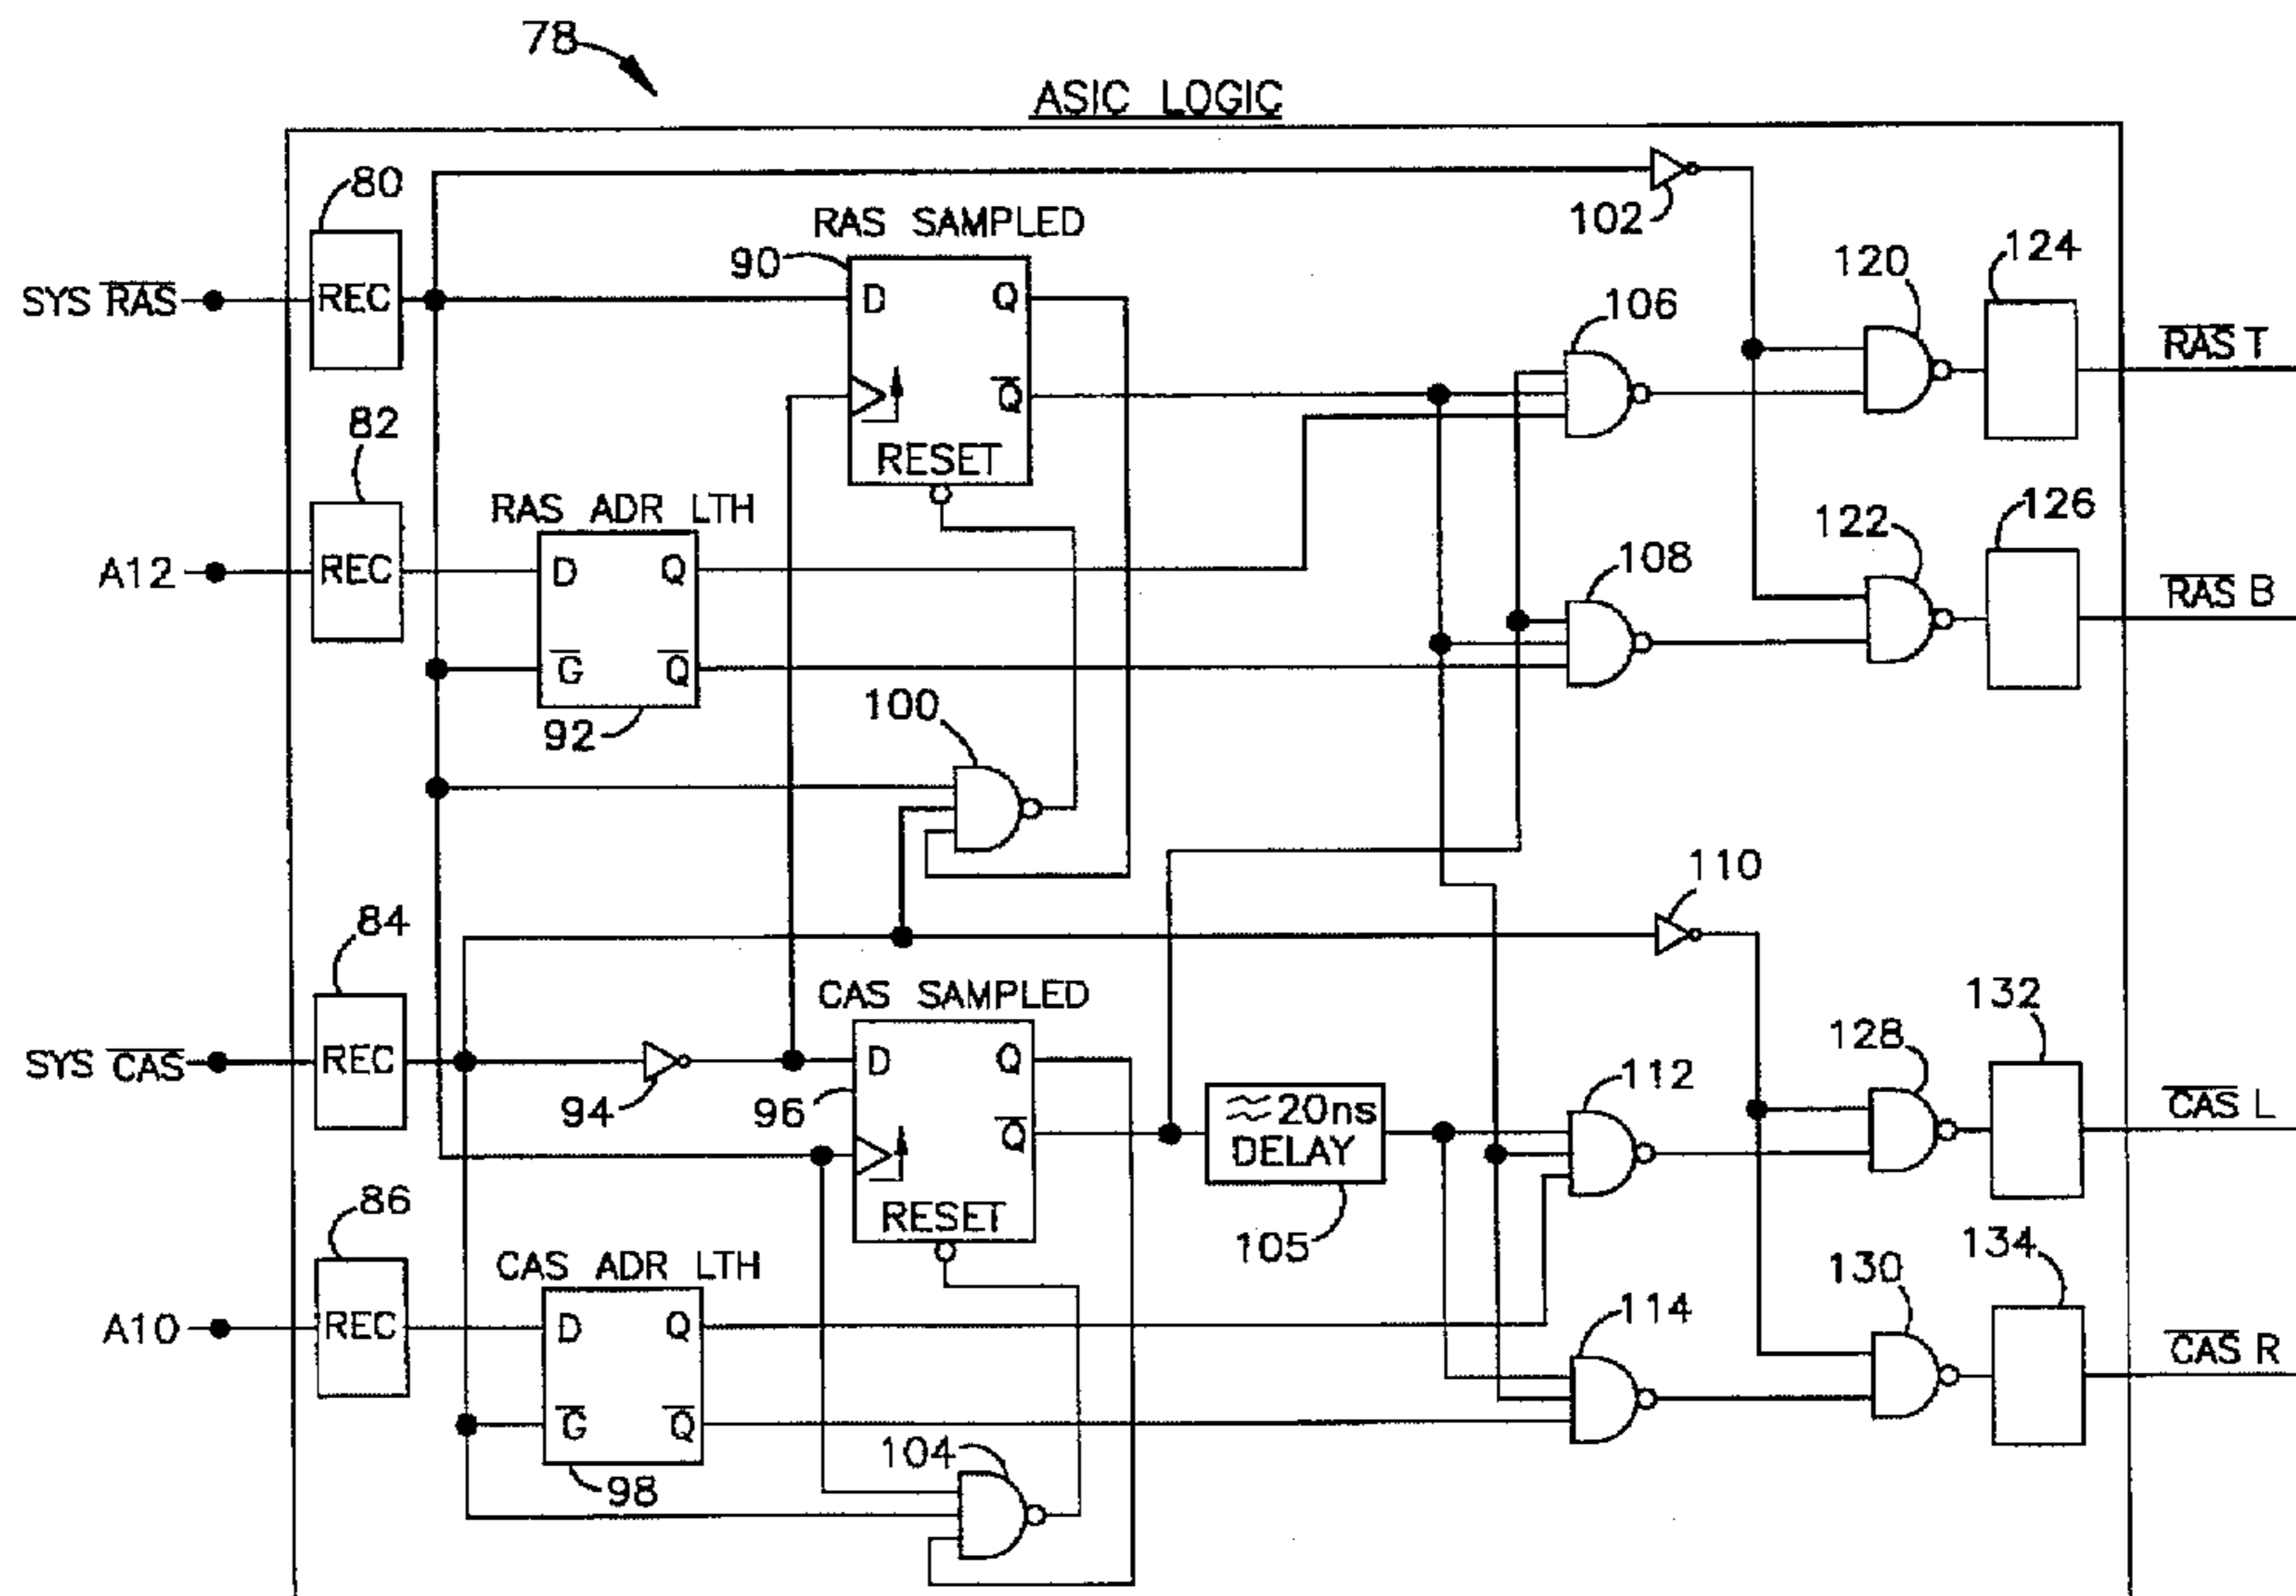 78
ASIC LOGIC
80
RAS SAMPLED
102
90
120
124
SYS RAS
REC
D
Q
106
RAS T
82
Q
RESET
RAS ADR LTH
122
126
A12
REC
D
Q
108
RAS B
G
Q
92
100
110
84
CAS SAMPLED
132
SYS CAS
REC
D
Q
128
94
96
112
CAS L
Q
≈20ns
DELAY
86
RESET
105
134
CAS ADR LTH
130
A10
REC
D
Q
114
CAS R
G
Q
104
98